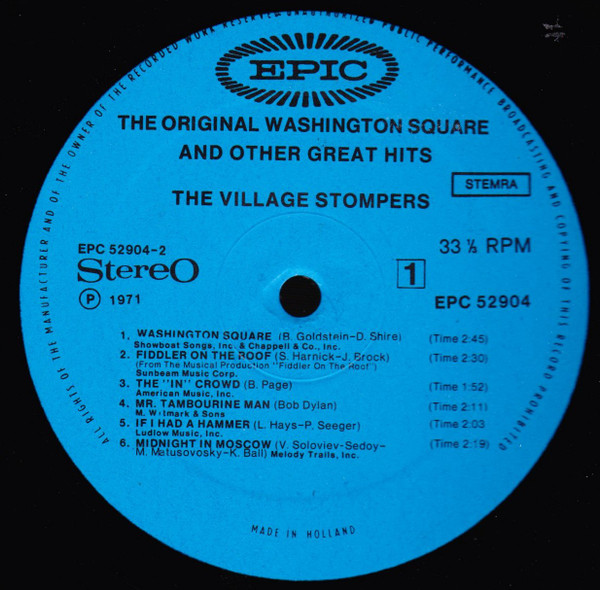 ALL RIGHTS OF THE MANUFACTURER AND OF THE OWNER OF THE RECORDED WORK RESERVED UNAUTHORIZED PUBLIC PERFORMANCE BROADCASTING AND COPYING OF THIS RECORD PROHIBITED
EPIC
THE ORIGINAL WASHINGTON SQUARE
AND OTHER GREAT HITS
THE VILLAGE STOMPERS
STEMRA
EPC 52904-2
Stereo
Ⓟ 1971
33 ⅓ RPM
1
EPC 52904
1. WASHINGTON SQUARE (B. Goldstein-D. Shire) (Time 2:45)
Showboat Songs, Inc. & Chappell & Co., Inc.
2. FIDDLER ON THE ROOF (S. Harnick-J. Brock) (Time 2:30)
(From The Musical Production "Fiddler On The Roof")
Sunbeam Music Corp.
3. THE "IN" CROWD (B. Page) (Time 1:52)
American Music, Inc.
4. MR. TAMBOURINE MAN (Bob Dylan) (Time 2:11)
M. Witmark & Sons
5. IF I HAD A HAMMER (L. Hays-P. Seeger) (Time 2:03
Ludlow Music, Inc.
6. MIDNIGHT IN MOSCOW (V. Soloviev-Sedoy- (Time 2:19)
M. Matusovosky-K. Ball) Melody Trails, Inc.
MADE IN HOLLAND